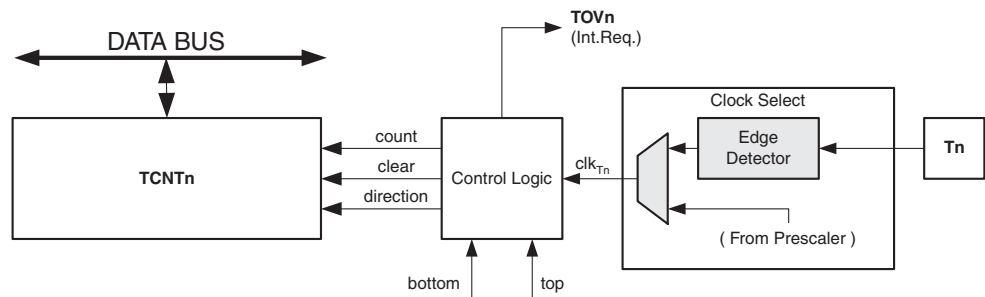 TOVn
(Int.Req.)
DATA BUS
Clock Select
count
Edge
Detector
Tn
TCNTn
clear
Control Logic
clkTn
direction
( From Prescaler )
bottom
top